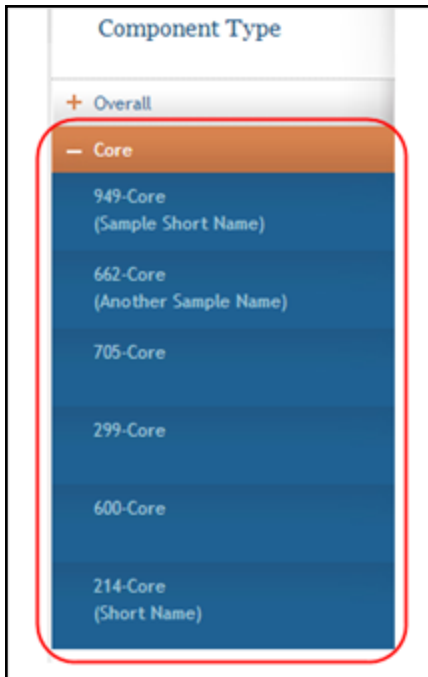 Component Type
+ Overall
– Core
949-Core
(Sample Short Name)
662-Core
(Another Sample Name)
705-Core
299-Core
600-Core
214-Core
(Short Name)